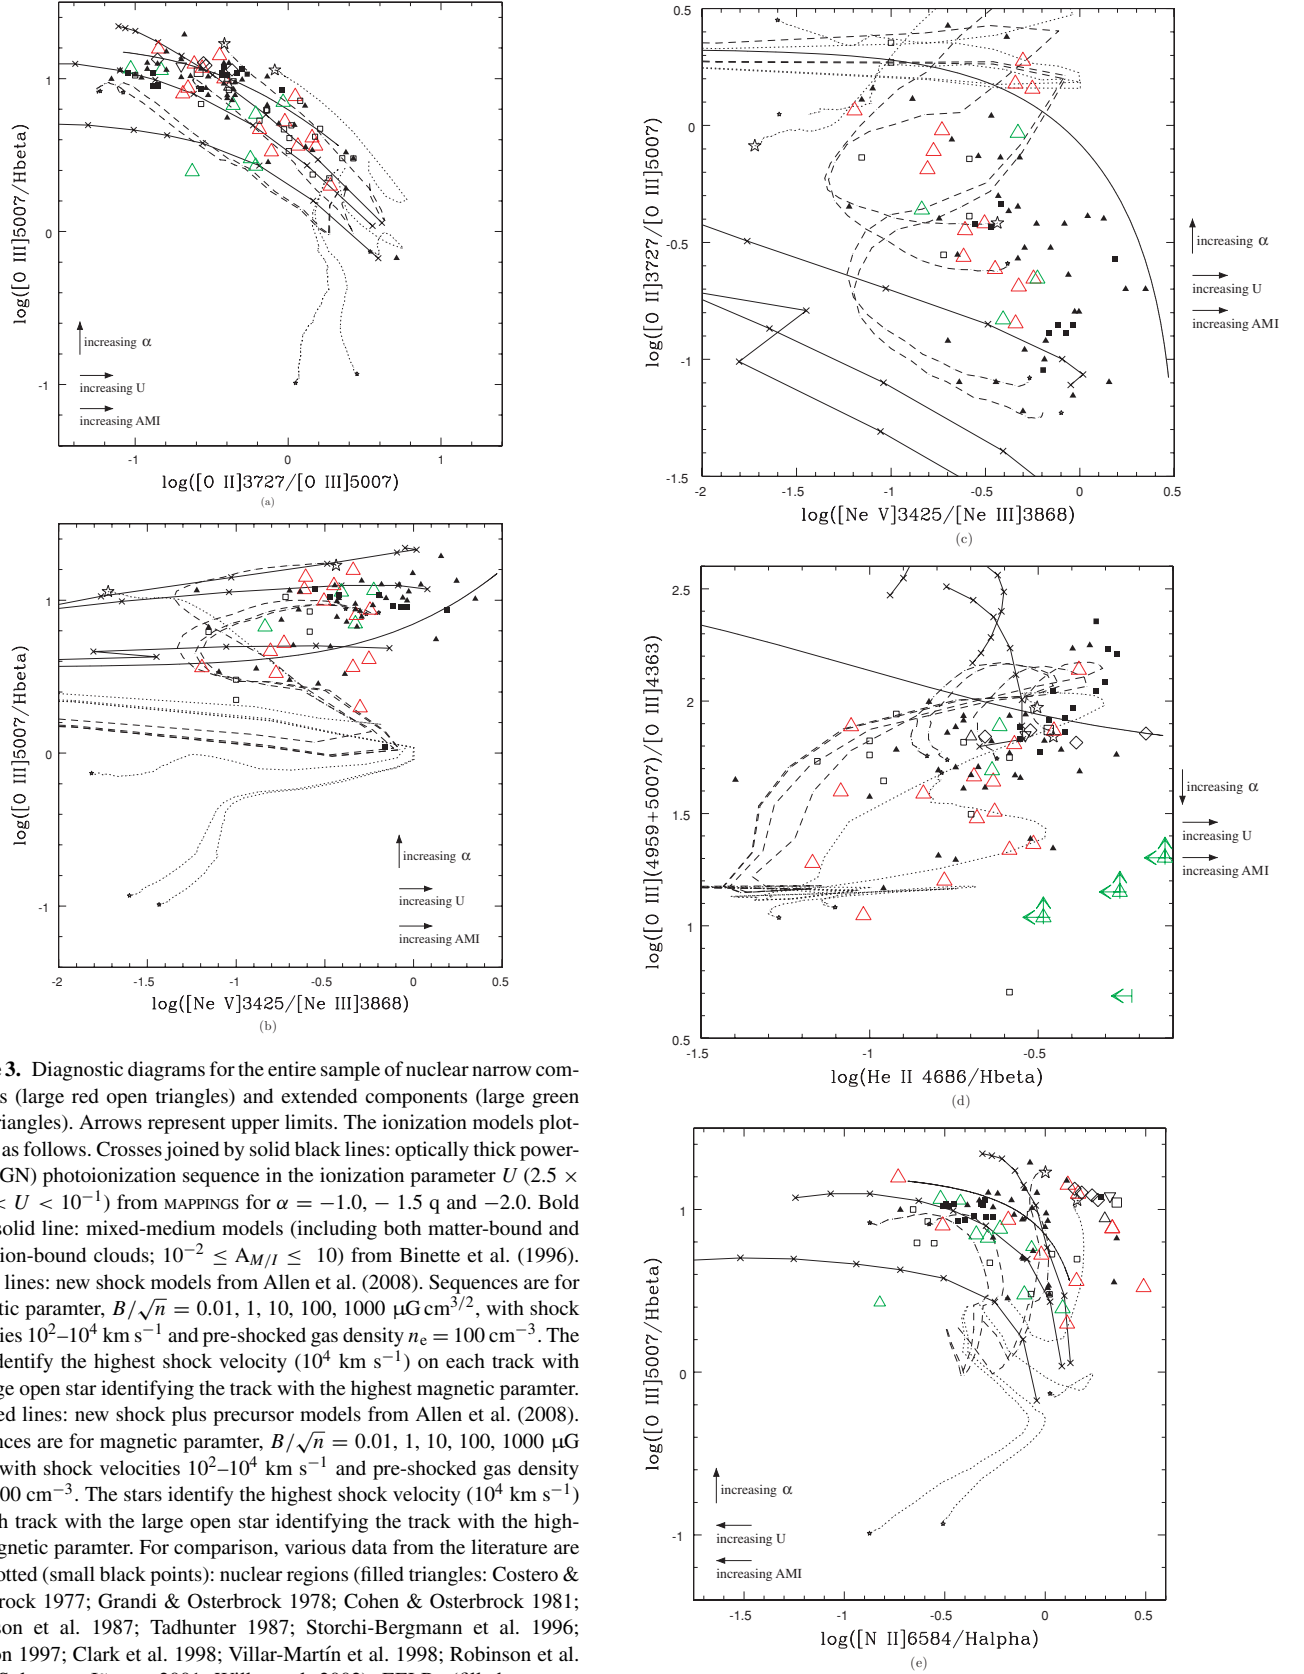 log([O III]5007/Hbeta)
1
0
-1
increasing α
increasing U
increasing AMI
-1
0
1
log([O II]3727/[O III]5007)
(a)
log([O III]5007/Hbeta)
1
0
-1
increasing α
increasing U
increasing AMI
-2
-1.5
-1
-0.5
0
0.5
log([Ne V]3425/[Ne III]3868)
(b)
log([O II]3727/[O III]5007)
0.5
0
-0.5
-1
-1.5
increasing α
increasing U
increasing AMI
-2
-1.5
-1
-0.5
0
0.5
log([Ne V]3425/[Ne III]3868)
(c)
log([O III](4959+5007)/[O III]4363)
2.5
2
1.5
1
0.5
increasing α
increasing U
increasing AMI
-1.5
-1
-0.5
log(He II 4686/Hbeta)
(d)
log([O III]5007/Hbeta)
1
0
-1
increasing α
increasing U
increasing AMI
-1.5
-1
-0.5
0
0.5
log([N II]6584/Halpha)
(e)
e 3. Diagnostic diagrams for the entire sample of nuclear narrow com-
s (large red open triangles) and extended components (large green
riangles). Arrows represent upper limits. The ionization models plot-
as follows. Crosses joined by solid black lines: optically thick power-
GN) photoionization sequence in the ionization parameter U (2.5 ×
< U < 10⁻¹) from MAPPINGS for α = −1.0, − 1.5 q and −2.0. Bold
solid line: mixed-medium models (including both matter-bound and
ion-bound clouds; 10⁻² ≤ A_M/I ≤ 10) from Binette et al. (1996).
lines: new shock models from Allen et al. (2008). Sequences are for
tic paramter, B/√n = 0.01, 1, 10, 100, 1000 μG cm³/², with shock
ies 10²–10⁴ km s⁻¹ and pre-shocked gas density nₑ = 100 cm⁻³. The
dentify the highest shock velocity (10⁴ km s⁻¹) on each track with
ge open star identifying the track with the highest magnetic paramter.
ed lines: new shock plus precursor models from Allen et al. (2008).
nces are for magnetic paramter, B/√n = 0.01, 1, 10, 100, 1000 μG
with shock velocities 10²–10⁴ km s⁻¹ and pre-shocked gas density
00 cm⁻³. The stars identify the highest shock velocity (10⁴ km s⁻¹)
h track with the large open star identifying the track with the high-
gnetic paramter. For comparison, various data from the literature are
otted (small black points): nuclear regions (filled triangles: Costero &
rock 1977; Grandi & Osterbrock 1978; Cohen & Osterbrock 1981;
son et al. 1987; Tadhunter 1987; Storchi-Bergmann et al. 1996;
on 1997; Clark et al. 1998; Villar-Martín et al. 1998; Robinson et al.